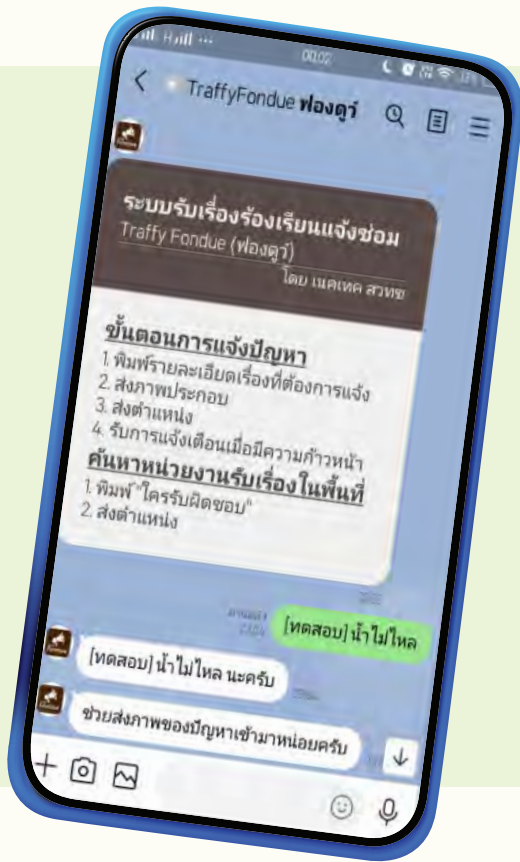 00:02
TraffyFondue ฟองดูว์
ระบบรับเรื่องร้องเรียนแจ้งซ่อม
Traffy Fondue (ฟองดูว์)
โดย เนคเทค สวทช
ขั้นตอนการแจ้งปัญหา
1. พิมพ์รายละเอียดเรื่องที่ต้องการแจ้ง
2. ส่งภาพประกอบ
3. ส่งตำแหน่ง
4. รับการแจ้งเตือนเมื่อมีความก้าวหน้า
ค้นหาหน่วยงานรับเรื่องในพื้นที่
1. พิมพ์ "ใครรับผิดชอบ"
2. ส่งตำแหน่ง
[ทดสอบ] น้ำไม่ไหล
[ทดสอบ] น้ำไม่ไหล นะครับ
ช่วยส่งภาพของปัญหาเข้ามาหน่อยครับ